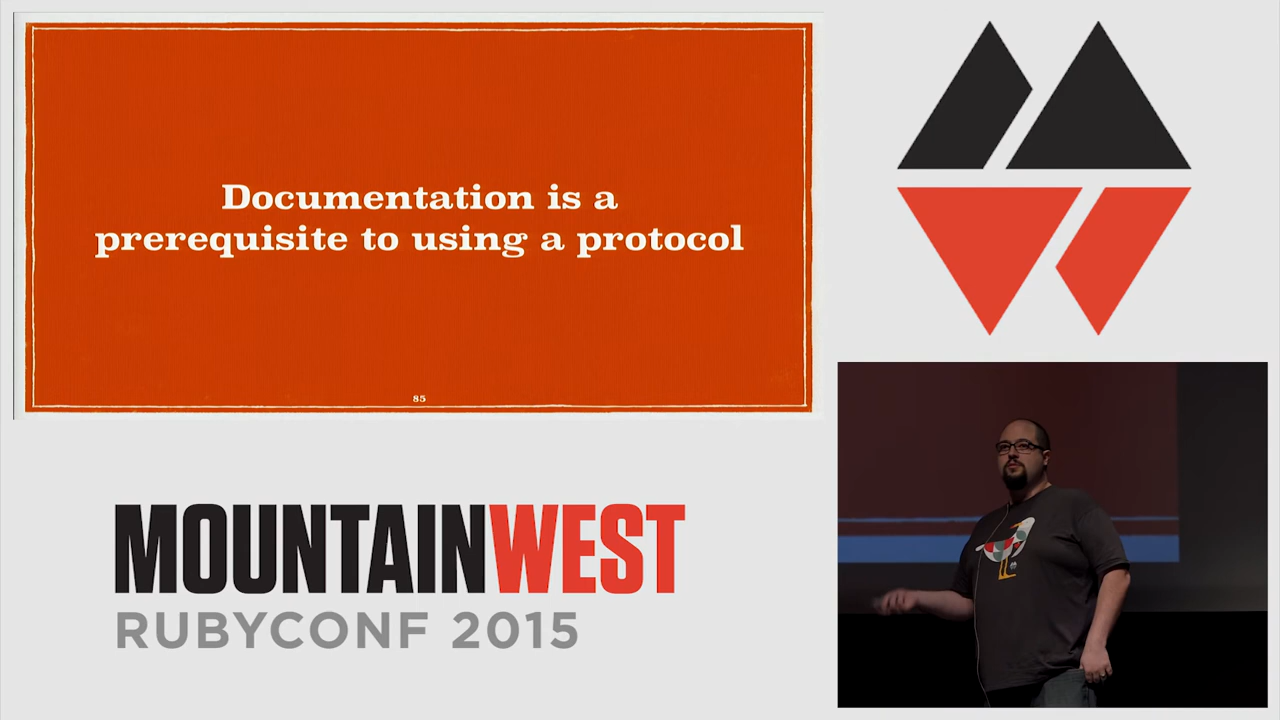 Documentation is a
prerequisite to using a protocol
85
MOUNTAINWEST
RUBYCONF 2015